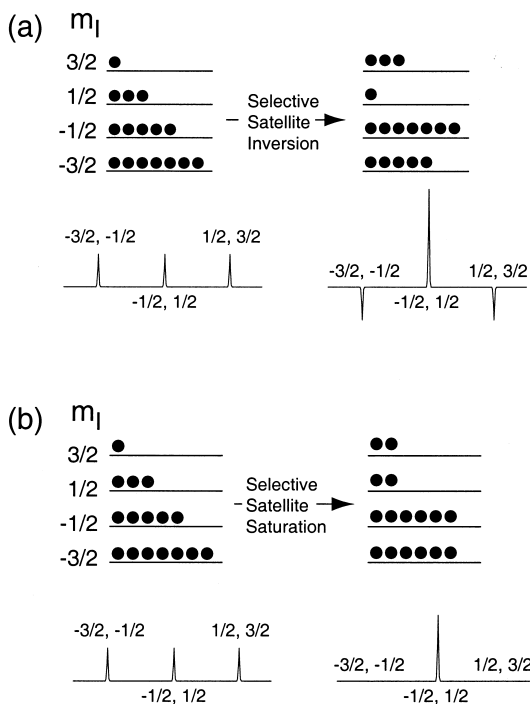 (a)
mI
3/2
1/2
-1/2
-3/2
Selective
Satellite
Inversion
-3/2, -1/2
1/2, 3/2
-1/2, 1/2
-3/2, -1/2
1/2, 3/2
-1/2, 1/2
(b)
mI
3/2
1/2
-1/2
-3/2
Selective
Satellite
Saturation
-3/2, -1/2
1/2, 3/2
-1/2, 1/2
-3/2, -1/2
1/2, 3/2
-1/2, 1/2